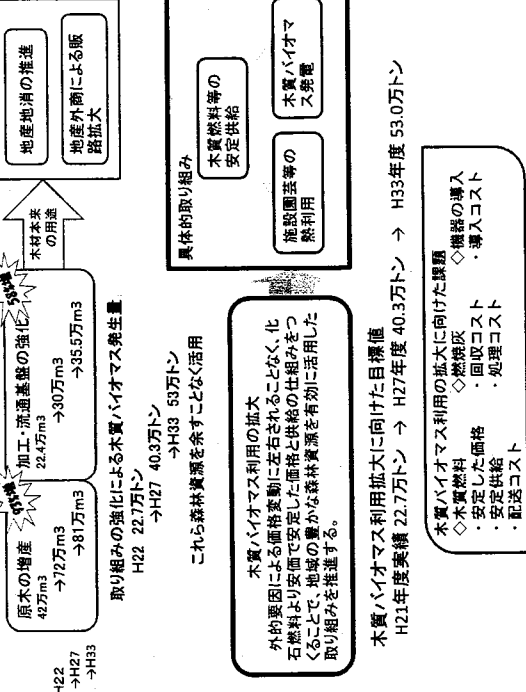 H22
→H27
→H33
原木の増産
42万m3
→72万m3
→81万m3
加工・流通基盤の強化
22.4万m3
→30万m3
→35.5万m3
木材本来
の用途
地産地消の推進
地産外商による販
路拡大
取り組みの強化による木質バイオマス発生量
H22 22.7万トン
→H27 40.3万トン
→H33 53万トン
これら森林資源を余すことなく活用
木質バイオマス利用の拡大
外的要因による価格変動に左右されることなく、化
石燃料より安価で安定した価格と供給の仕組みをつ
くることで、地域の豊かな森林資源を有効に活用した
取り組みを推進する。
具体的取り組み
木質燃料等の
安定供給
施設園芸等の
熱利用
木質バイオマ
ス発電
木質バイオマス利用拡大に向けた目標値
H21年度実績 22.7万トン → H27年度 40.3万トン → H33年度 53.0万トン
木質バイオマス利用の拡大に向けた課題
◇木質燃料 ◇燃焼灰 ◇機器の導入
・安定した価格 ・回収コスト ・導入コスト
・安定供給 ・処理コスト
・配送コスト